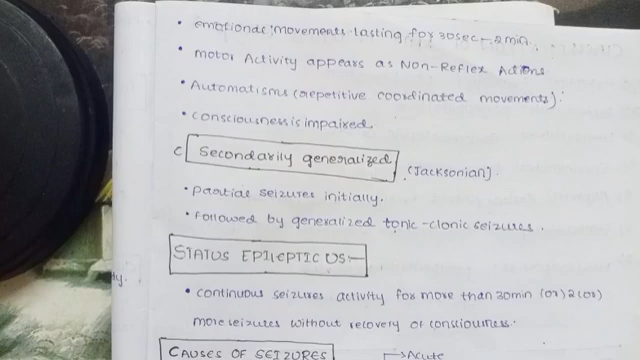 • emotional movements lasting for 30sec - 2min.
• motor Activity appears as Non-Reflex Actions
• Automatisms (repetitive coordinated movements).
• consciousness is impaired.
c) Secondarily generalized (Jacksonian).
• partial seizures initially.
• followed by generalized tonic-clonic seizures.
STATUS EPILEPTICUS:-
• continuous seizures activity for more than 30min (or) 2 (or)
more seizures without recovery of consciousness.
CAUSES OF SEIZURES
→ Acute